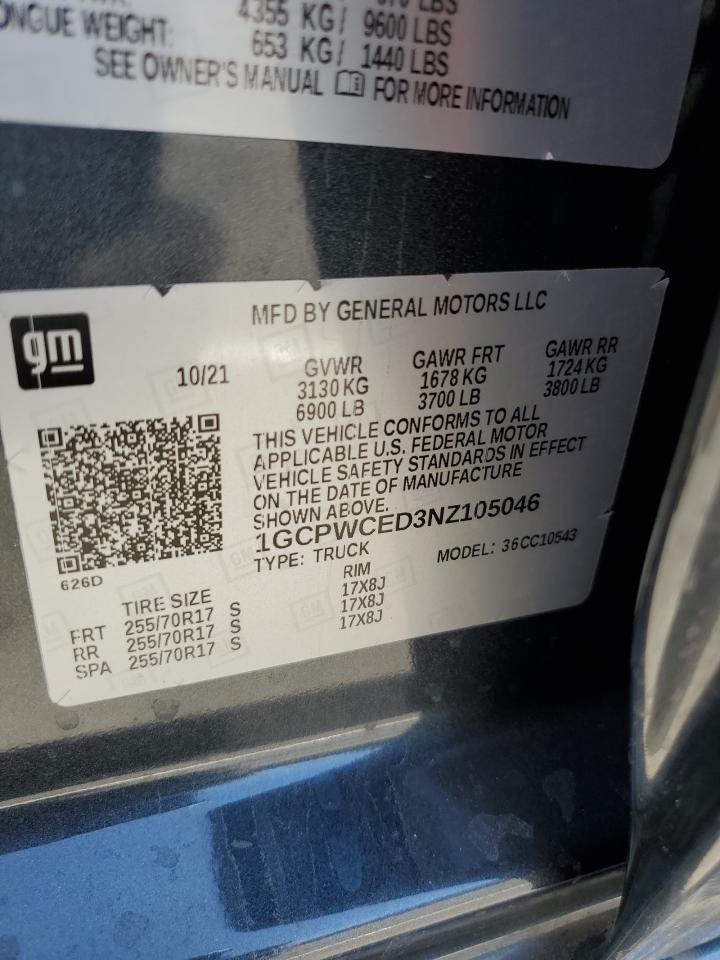 4355 KG/ 9600 LBS
TONGUE WEIGHT: 653 KG/ 1440 LBS
SEE OWNER'S MANUAL FOR MORE INFORMATION
gm
MFD BY GENERAL MOTORS LLC
10/21
GVWR GAWR FRT GAWR RR
3130 KG 1678 KG 1724 KG
6900 LB 3700 LB 3800 LB
THIS VEHICLE CONFORMS TO ALL
APPLICABLE U.S. FEDERAL MOTOR
VEHICLE SAFETY STANDARDS IN EFFECT
ON THE DATE OF MANUFACTURE
SHOWN ABOVE.
1GCPWCED3NZ105046
TYPE: TRUCK MODEL: 36CC10543
626D
TIRE SIZE RIM
FRT 255/70R17 S 17X8J
RR 255/70R17 S 17X8J
SPA 255/70R17 S 17X8J